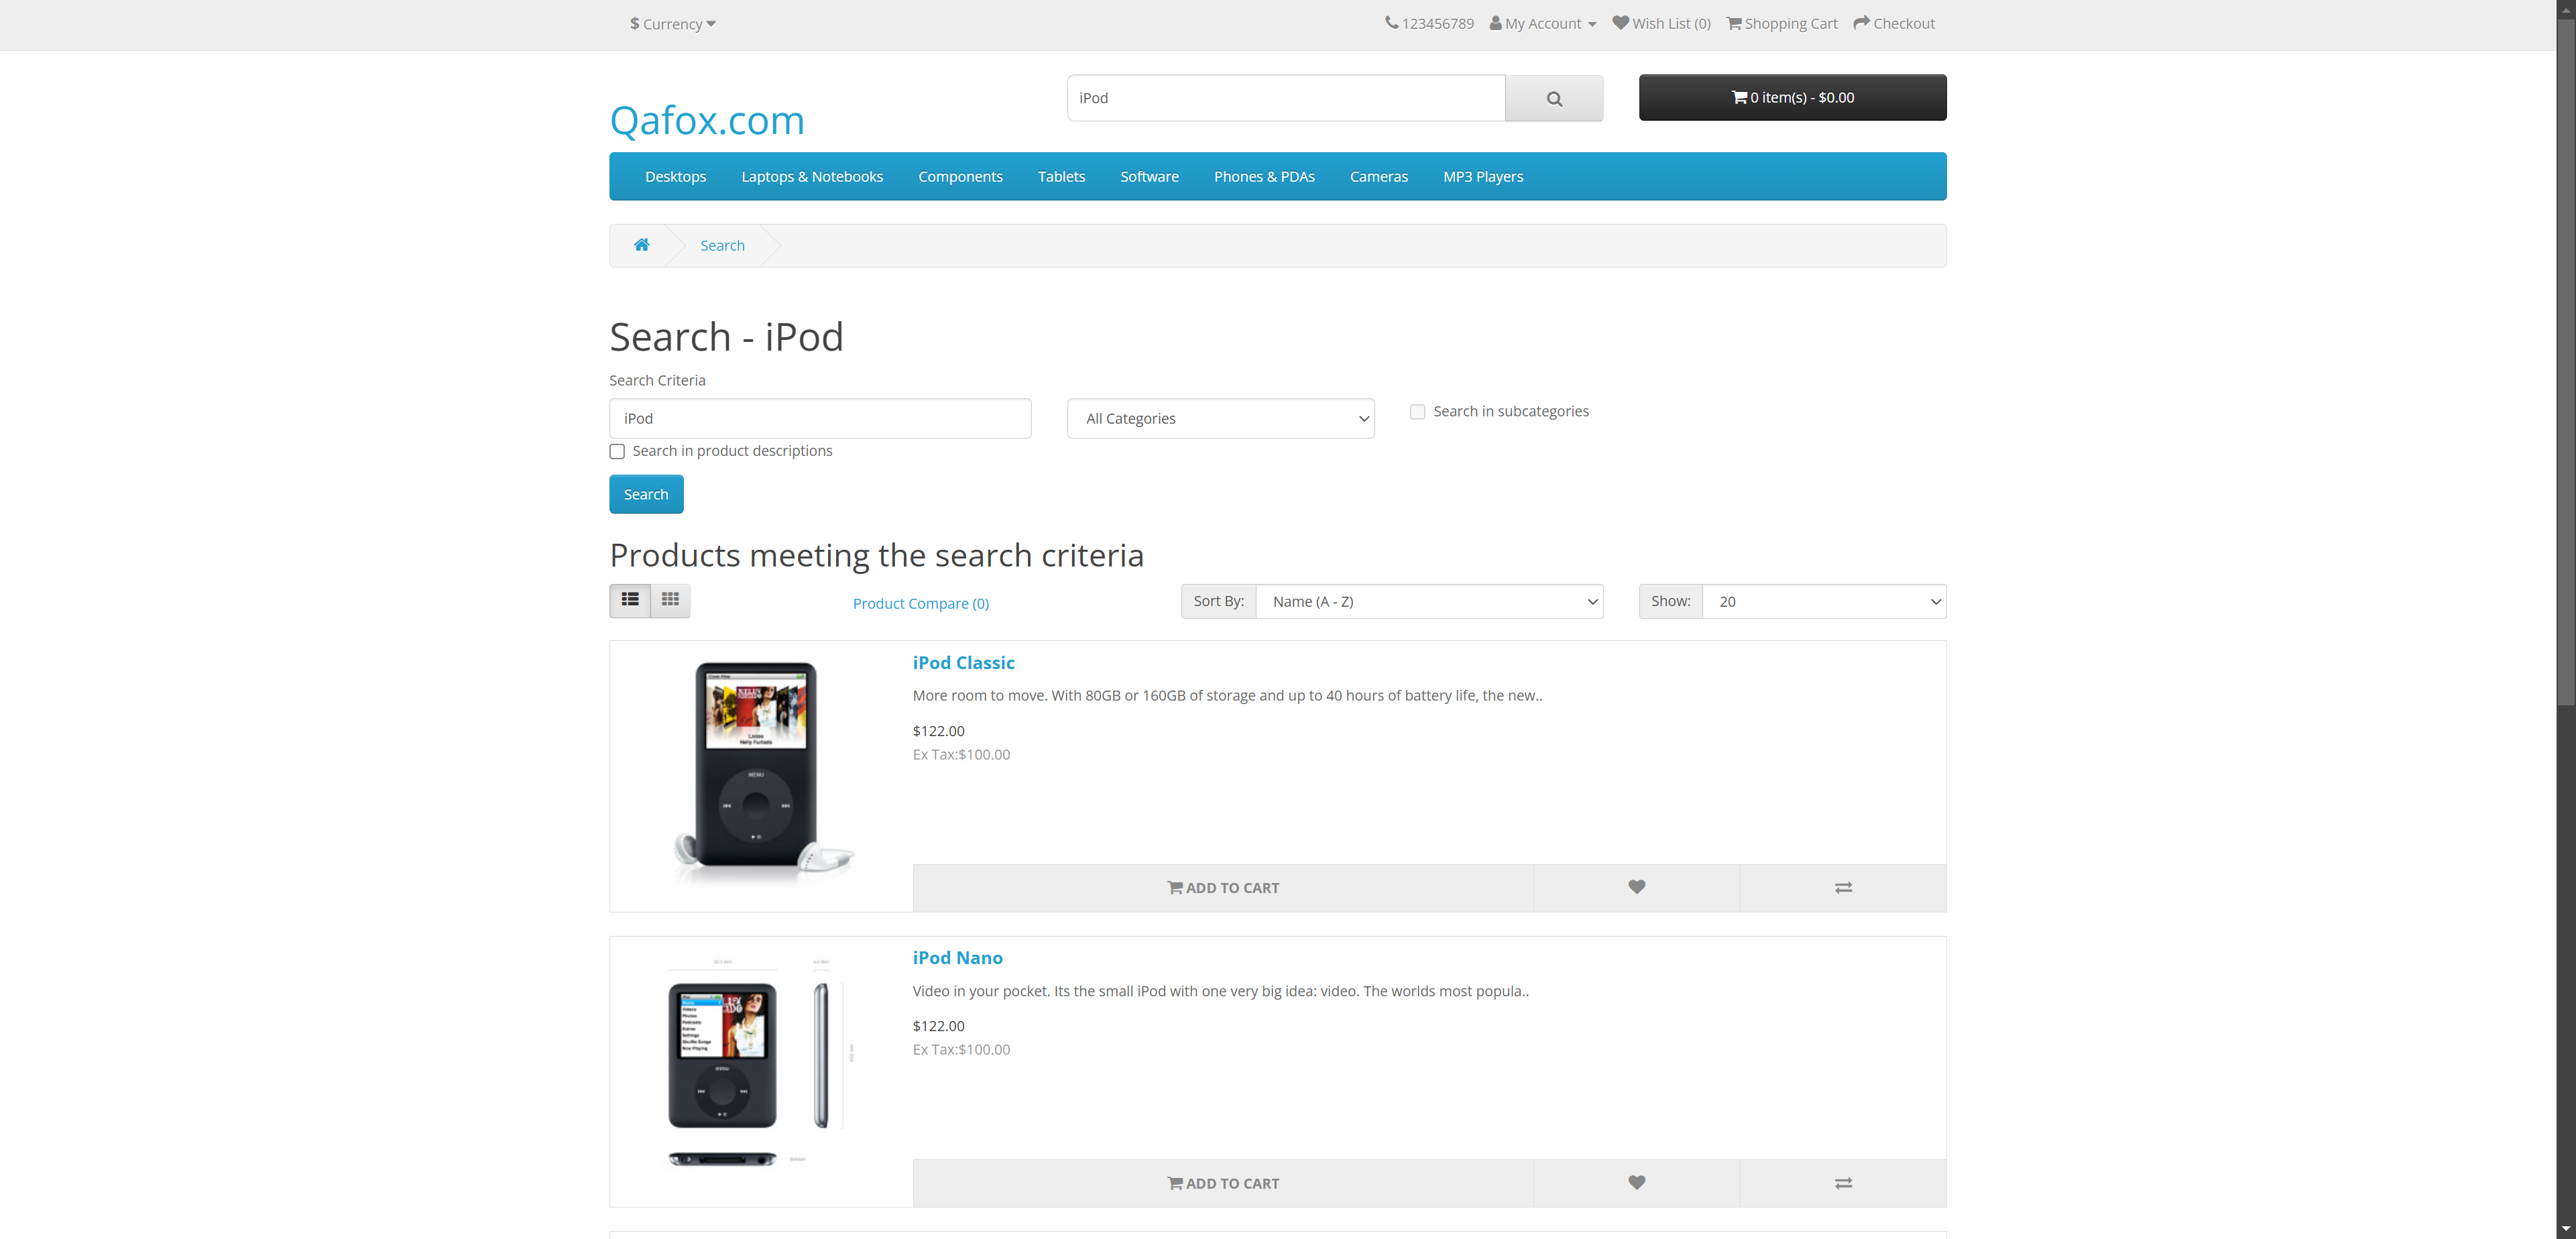 $ Currency
123456789 My Account Wish List (0) Shopping Cart Checkout
Qafox.com
iPod
0 item(s) - $0.00
Desktops Laptops & Notebooks Components Tablets Software Phones & PDAs Cameras MP3 Players
Search
Search - iPod
Search Criteria
iPod
All Categories
Search in subcategories
Search in product descriptions
Search
Products meeting the search criteria
Product Compare (0)
Sort By: Name (A - Z)
Show: 20
iPod Classic
More room to move. With 80GB or 160GB of storage and up to 40 hours of battery life, the new..
$122.00
Ex Tax:$100.00
MENU
ADD TO CART
iPod Nano
Video in your pocket. Its the small iPod with one very big idea: video. The worlds most popula..
$122.00
Ex Tax:$100.00
MENU
ADD TO CART